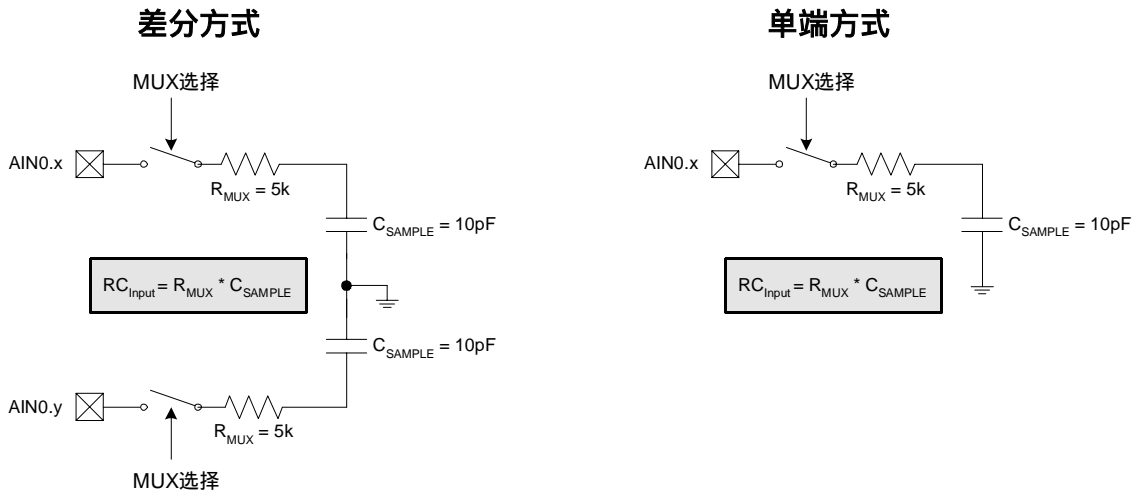 差分方式
MUX选择
AIN0.x
R_MUX = 5k
C_SAMPLE = 10pF
RC_Input = R_MUX * C_SAMPLE
C_SAMPLE = 10pF
AIN0.y
R_MUX = 5k
MUX选择
单端方式
MUX选择
AIN0.x
R_MUX = 5k
C_SAMPLE = 10pF
RC_Input = R_MUX * C_SAMPLE